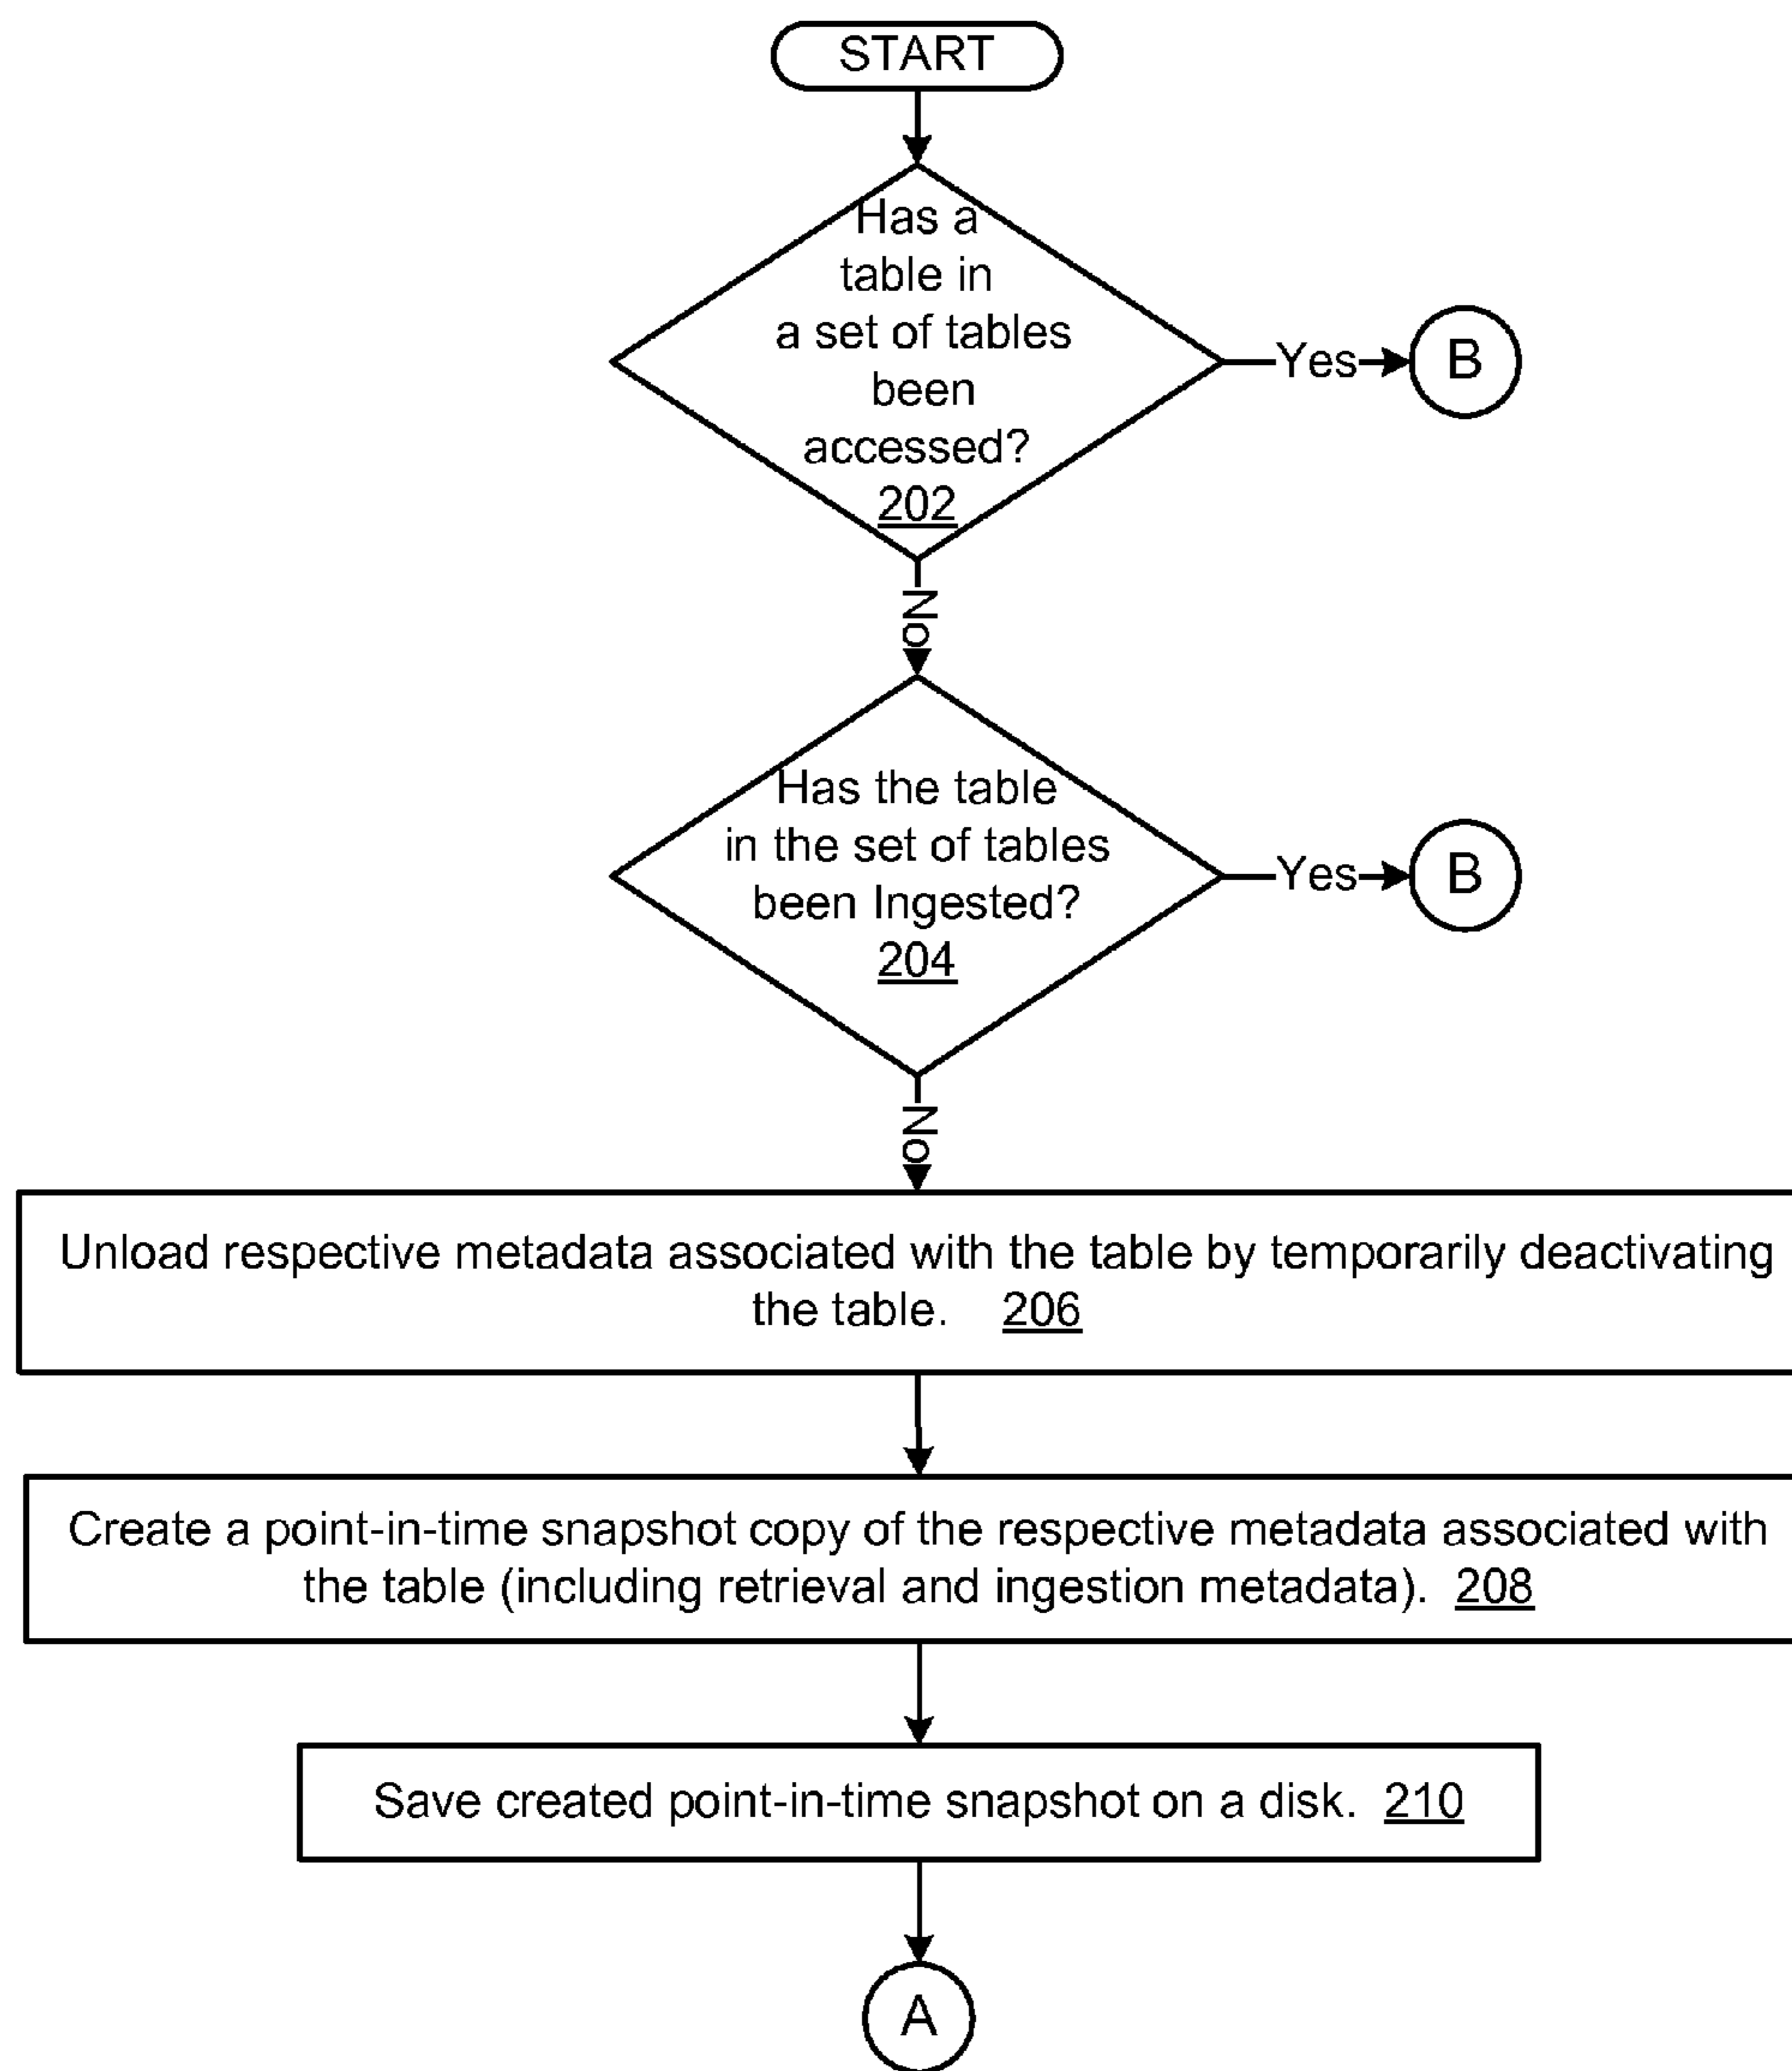 START
Has a
table in
a set of tables
been
accessed?
202
Yes
B
No
Has the table
in the set of tables
been Ingested?
204
Yes
B
No
Unload respective metadata associated with the table by temporarily deactivating
the table. 206
Create a point-in-time snapshot copy of the respective metadata associated with
the table (including retrieval and ingestion metadata). 208
Save created point-in-time snapshot on a disk. 210
A